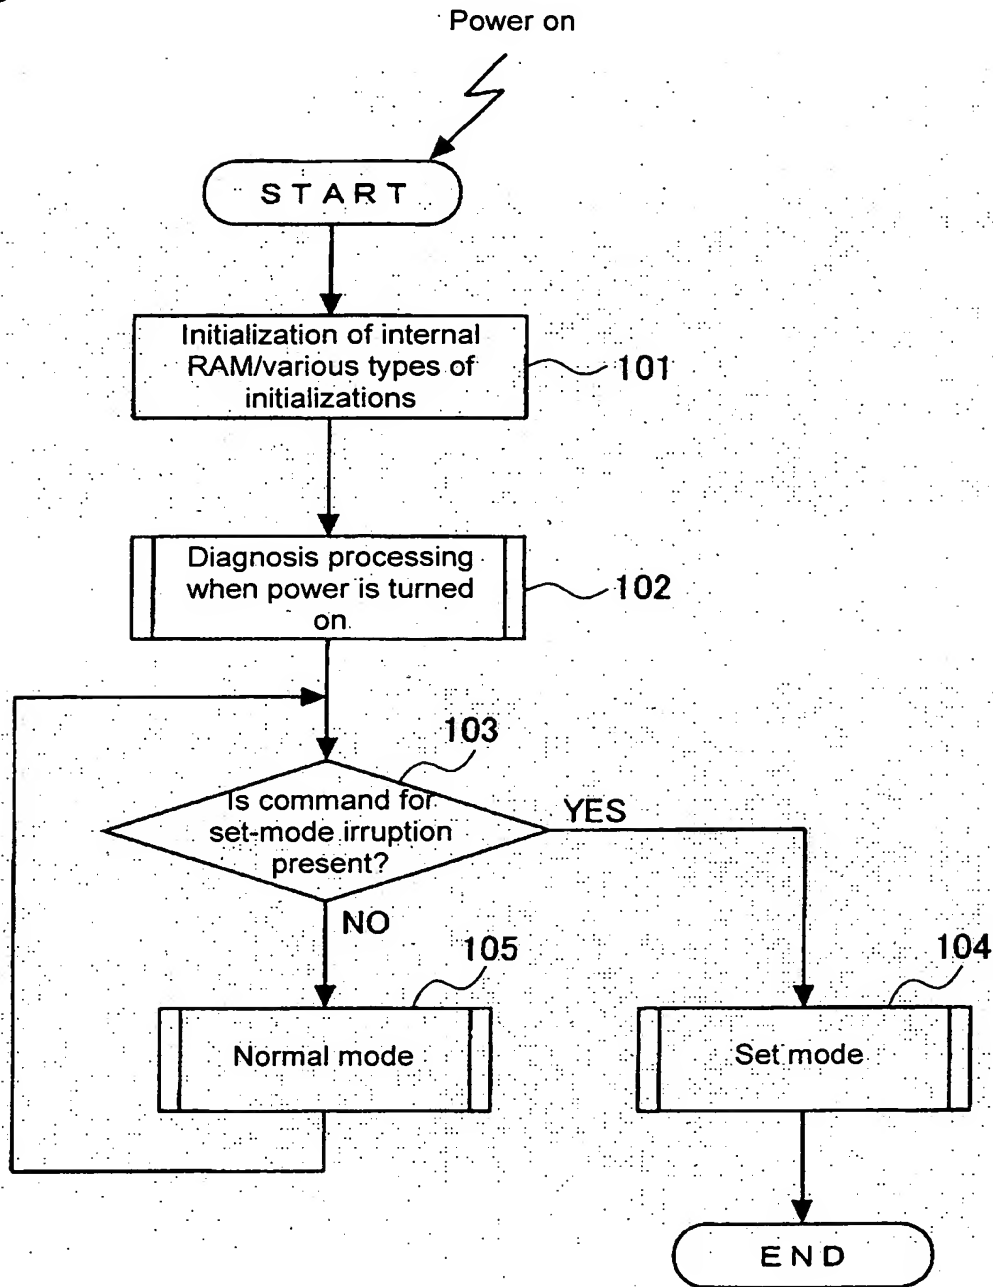 Power on
START
Initialization of internal
RAM/various types of
initializations
101
Diagnosis processing
when power is turned
on
102
103
Is command for
set-mode irruption
present?
YES
NO
105
104
Normal mode
Set mode
END